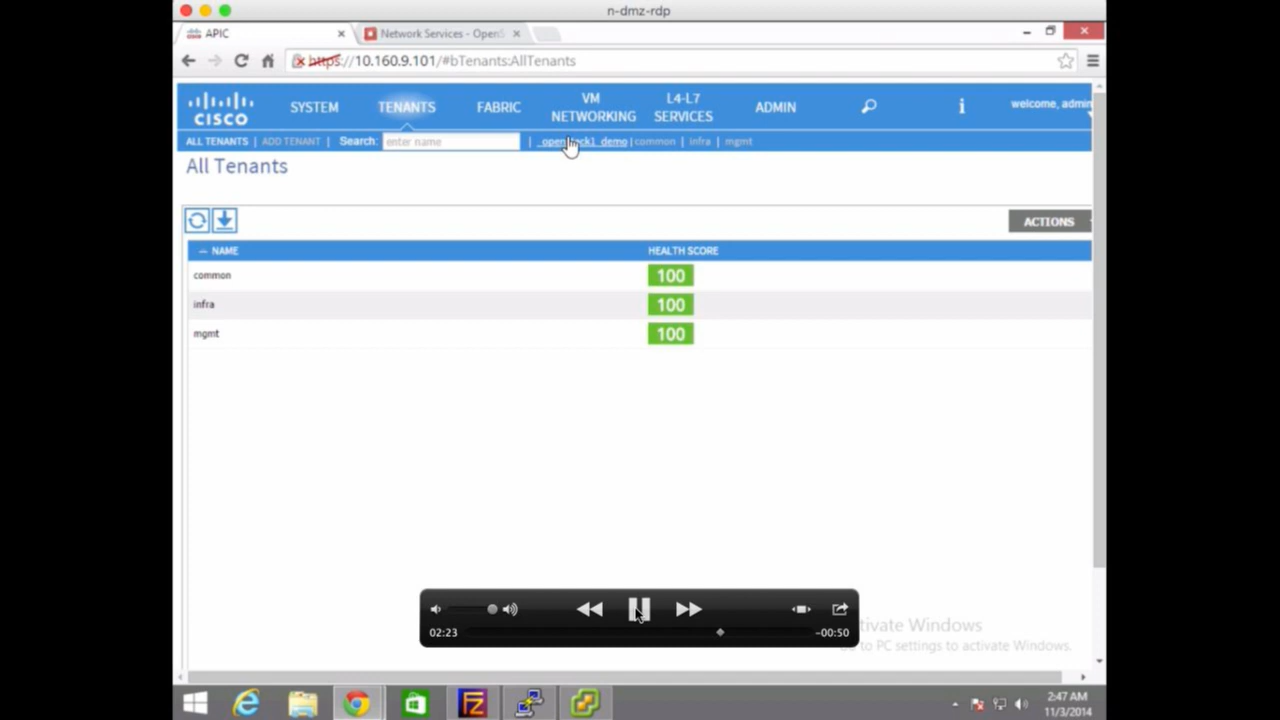 n-dmz-rdp
APIC
Network Services - Open
https://10.160.9.101/#bTenants:AllTenants
CISCO
SYSTEM
TENANTS
FABRIC
VM NETWORKING
L4-L7 SERVICES
ADMIN
welcome, admin
ALL TENANTS | ADD TENANT | Search: enter name | | common | infra | mgmt
All Tenants
ACTIONS
NAME HEALTH SCORE
common 100
infra 100
mgmt 100
02:23 -00:50
Windows
to PC settings to activate Windows.
2:47 AM
11/3/2014